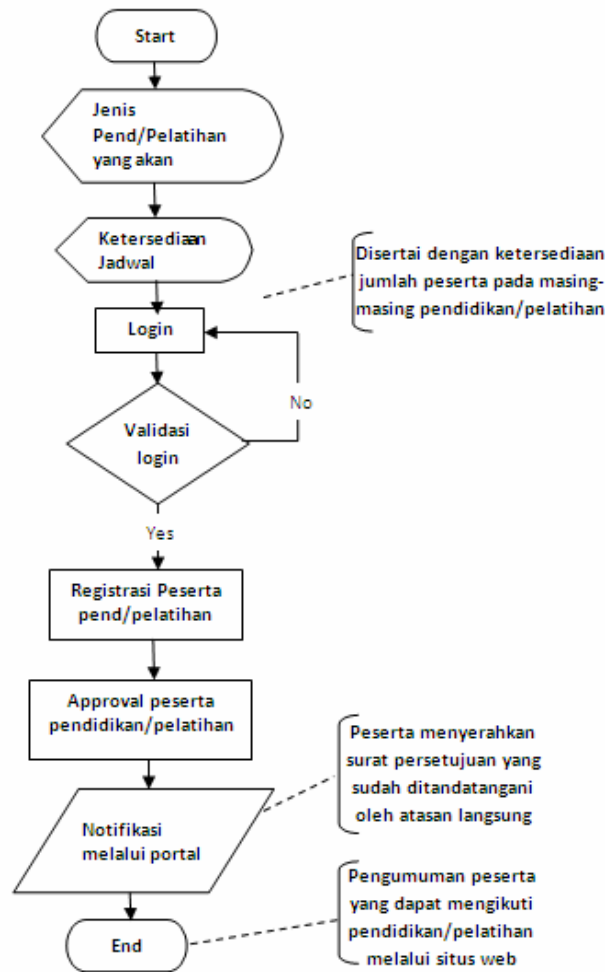 Start
Jenis
Pend/Pelatihan
yang akan
Ketersediaan
Jadwal
Disertai dengan ketersediaan
jumlah peserta pada masing-
masing pendidikan/pelatihan
Login
No
Validasi
login
Yes
Registrasi Peserta
pend/pelatihan
Approval peserta
pendidikan/pelatihan
Peserta menyerahkan
surat persetujuan yang
sudah ditandatangani
oleh atasan langsung
Notifikasi
melalui portal
Pengumuman peserta
yang dapat mengikuti
pendidikan/pelatihan
melalui situs web
End